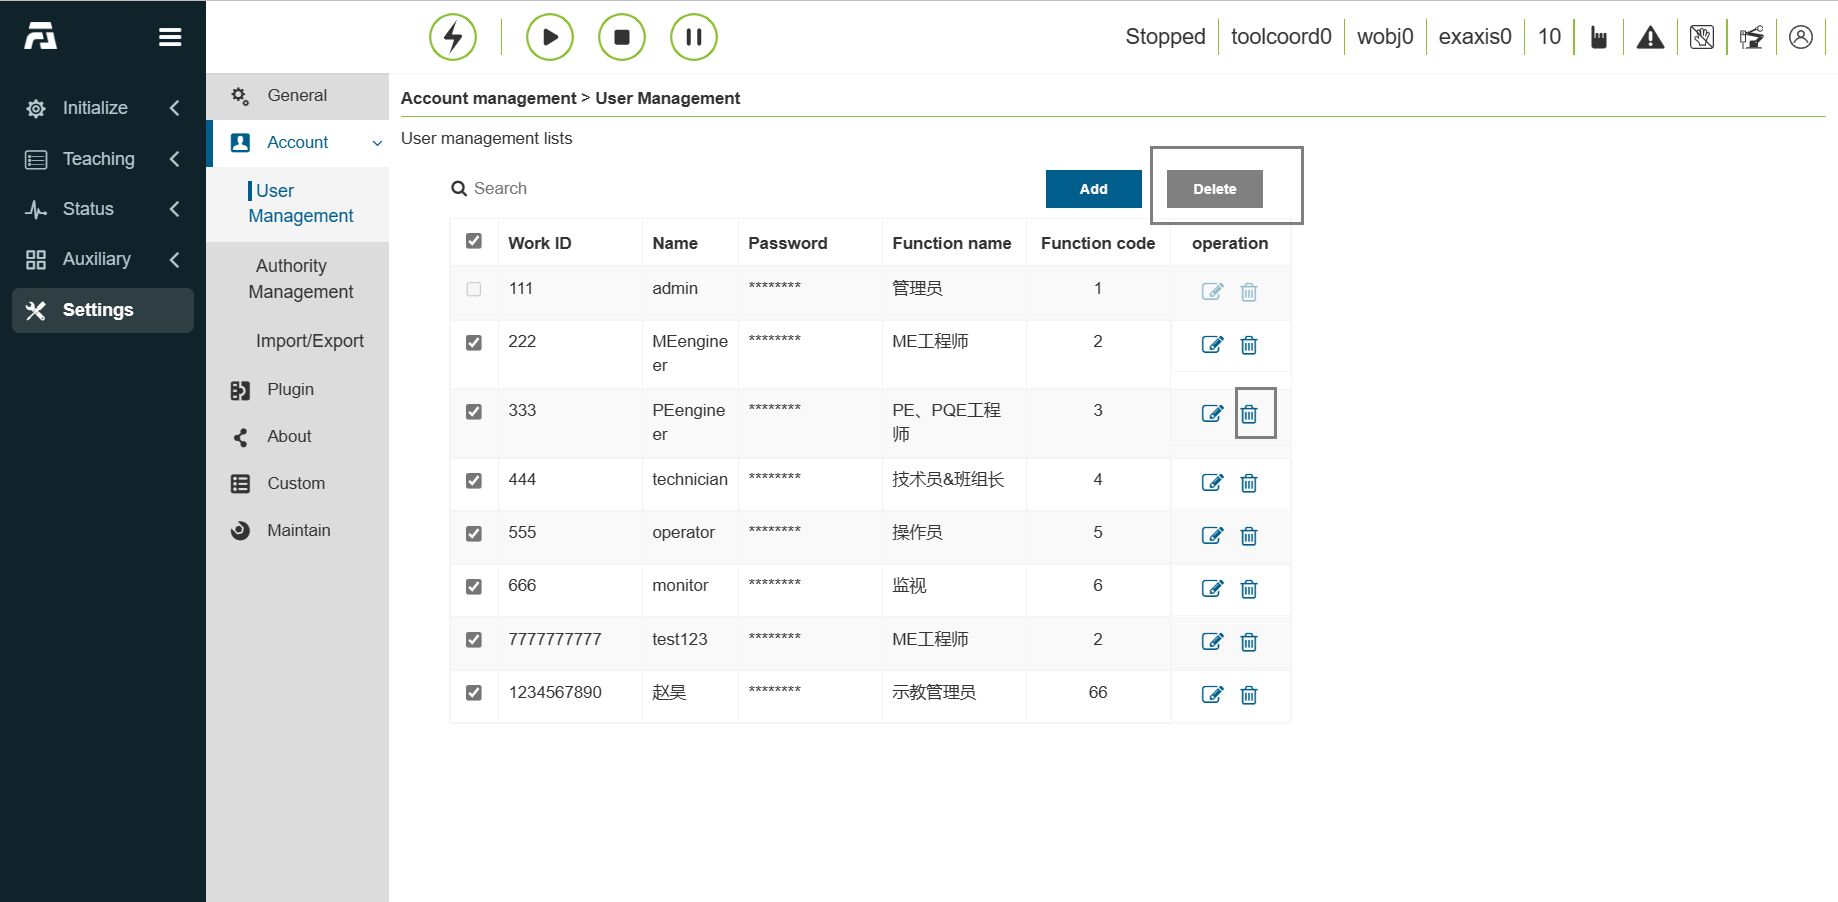 Stopped
toolcoord0
wobj0
exaxis0
10
Initialize
Teaching
Status
Auxiliary
Settings
General
Account
User
Management
Authority
Management
Import/Export
Plugin
About
Custom
Maintain
Account management > User Management
User management lists
Search
Add
Delete
Work ID Name Password Function name Function code operation
111 admin ******** 管理员 1
222 MEengine ******** ME工程师 2
er
333 PEengine ******** PE、PQE工程 3
er 师
444 technician ******** 技术员&班组长 4
555 operator ******** 操作员 5
666 monitor ******** 监视 6
7777777777 test123 ******** ME工程师 2
1234567890 赵昊 ******** 示教管理员 66